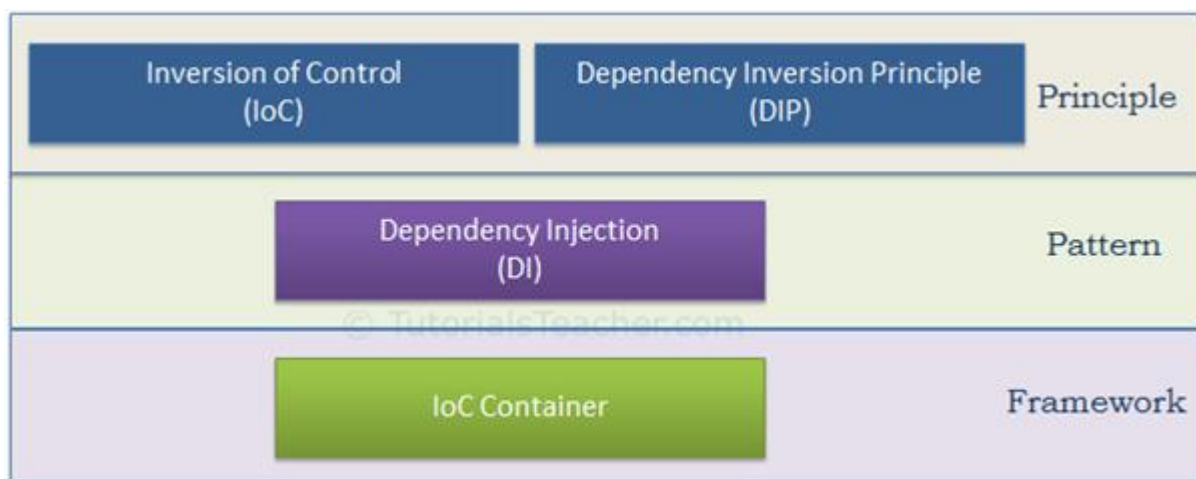 Inversion of Control
(IoC)
Dependency Inversion Principle
(DIP)
Principle
Dependency Injection
(DI)
Pattern
© TutorialsTeacher.com
IoC Container
Framework